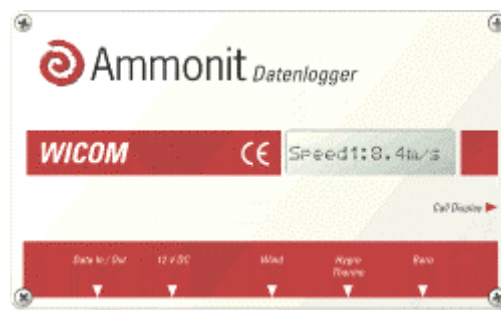 Ammonit Datenlogger
WICOM CE Speed1:8.4m/s
Call Display
Data In / Out 12 V DC Wind Hygro Thermo Baro